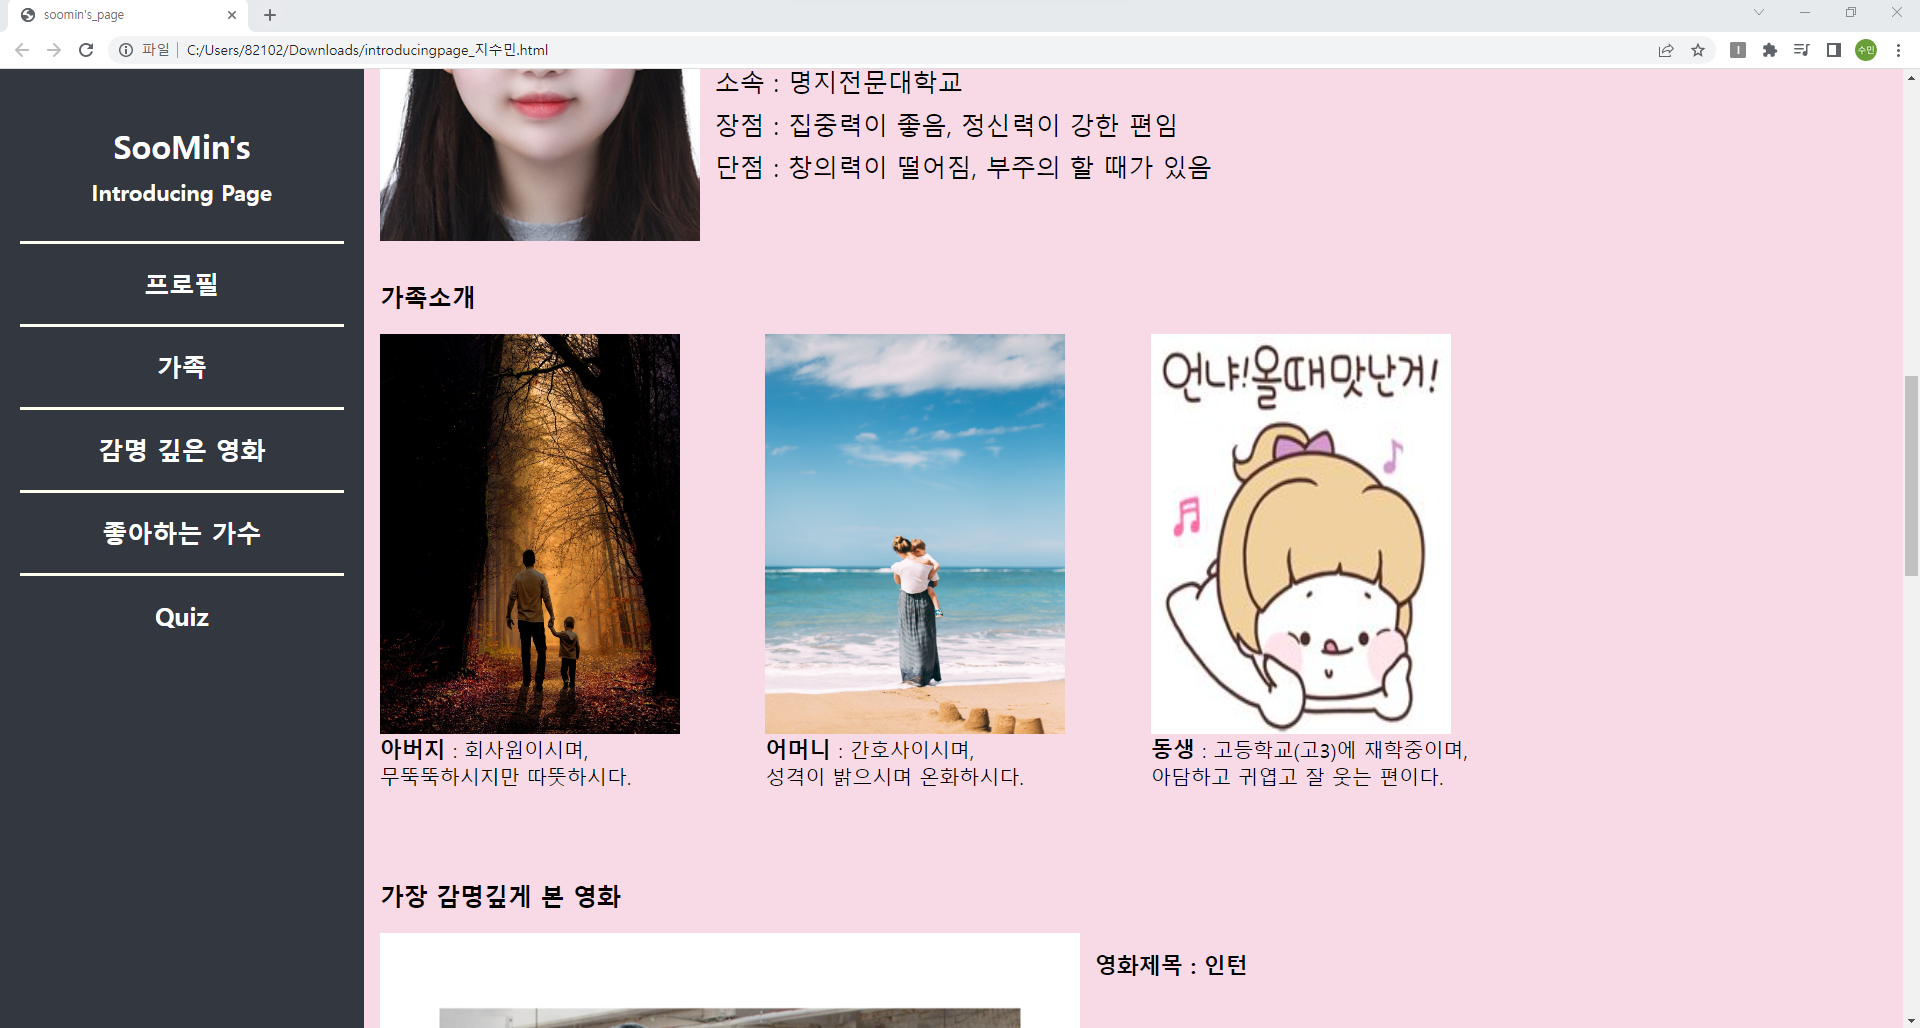 soomin's_page
파일
C:/Users/82102/Downloads/introducingpage_지수민.html
수민
SooMin's
Introducing Page
프로필
가족
감명 깊은 영화
좋아하는 가수
Quiz
소속 : 명지전문대학교
장점 : 집중력이 좋음, 정신력이 강한 편임
단점 : 창의력이 떨어짐, 부주의 할 때가 있음
가족소개
언냐!올때맛난거!
아버지 : 회사원이시며,
무뚝뚝하시지만 따뜻하시다.
어머니 : 간호사이시며,
성격이 밝으시며 온화하시다.
동생 : 고등학교(고3)에 재학중이며,
아담하고 귀엽고 잘 웃는 편이다.
가장 감명깊게 본 영화
영화제목 : 인턴